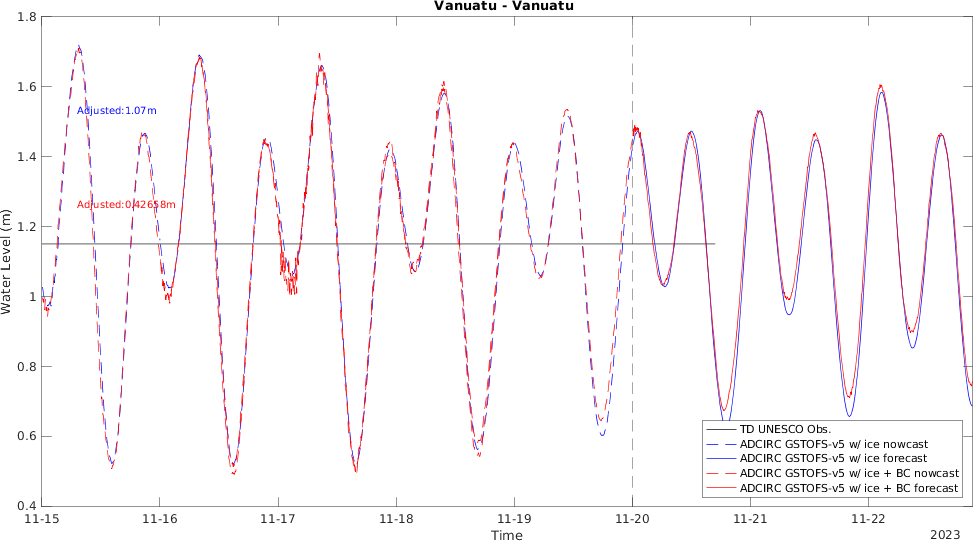 Vanuatu - Vanuatu
1.8
1.6
1.4
1.2
1
0.8
0.6
0.4
Water Level (m)
Adjusted:1.07m
Adjusted:0.42658m
TD UNESCO Obs.
ADCIRC GSTOFS-v5 w/ ice nowcast
ADCIRC GSTOFS-v5 w/ ice forecast
ADCIRC GSTOFS-v5 w/ ice + BC nowcast
ADCIRC GSTOFS-v5 w/ ice + BC forecast
11-15 11-16 11-17 11-18 11-19 11-20 11-21 11-22
Time
2023